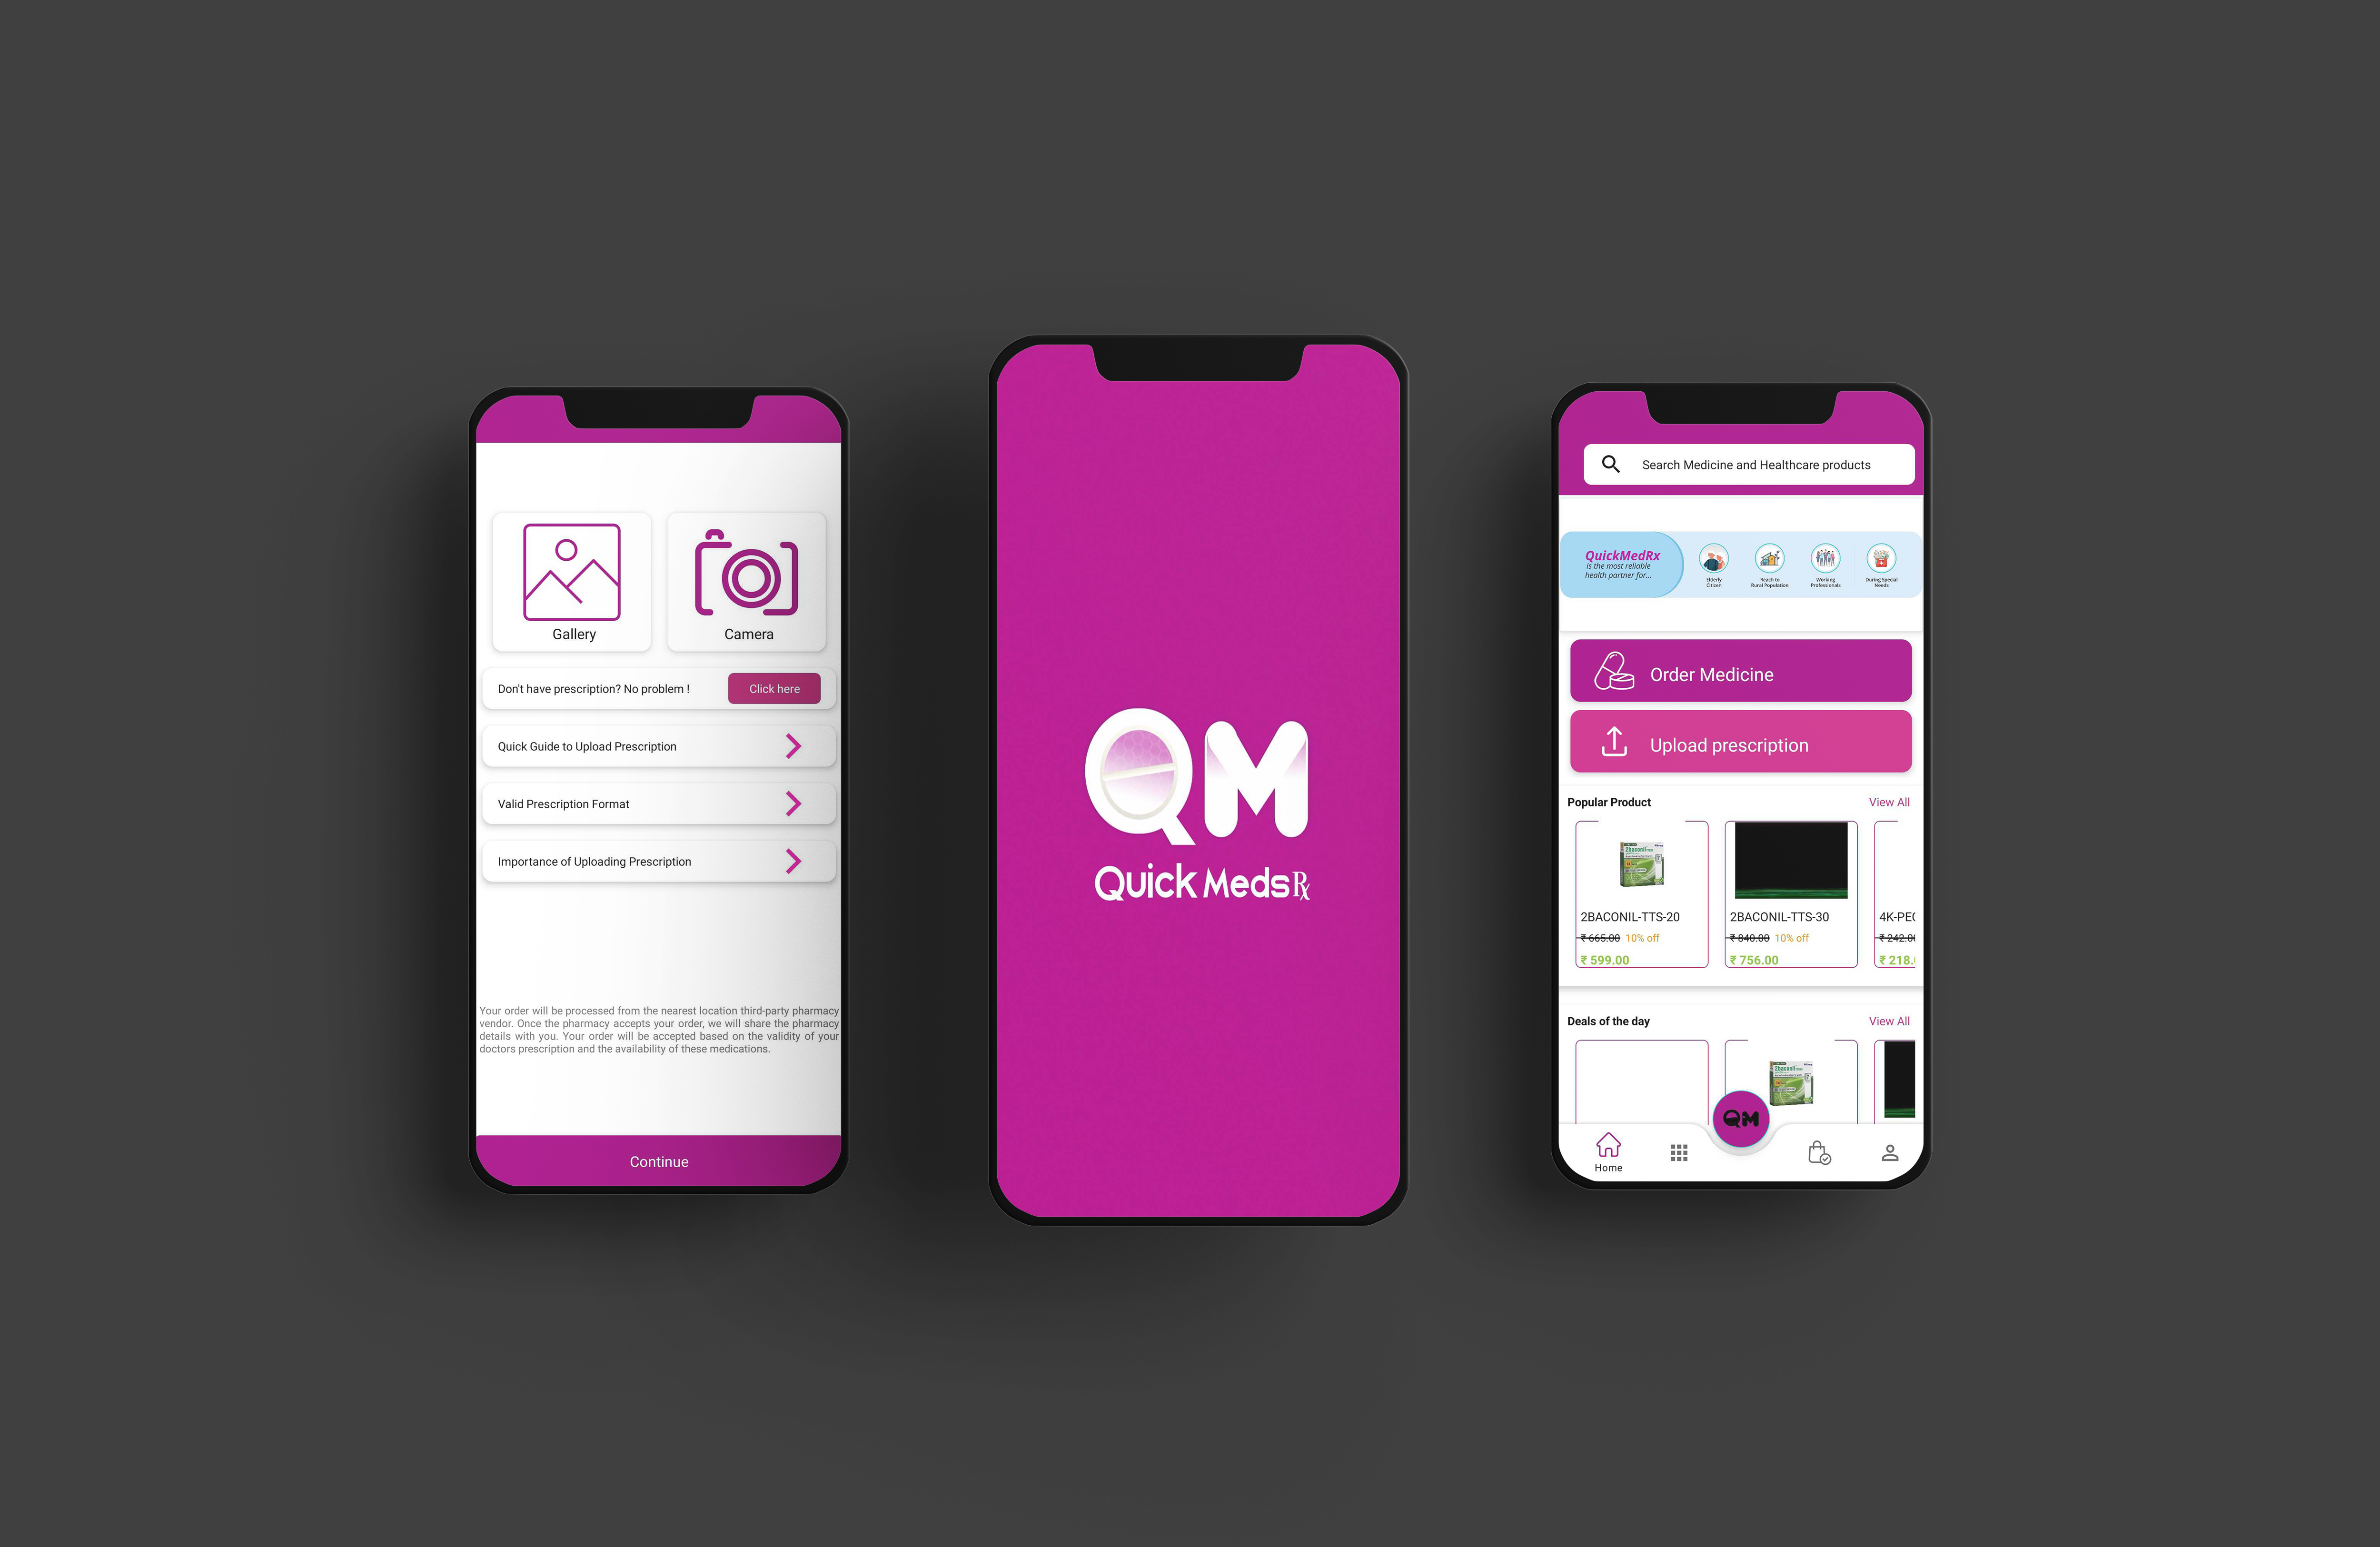 Gallery
Camera
Don't have prescription? No problem !
Click here
Quick Guide to Upload Prescription
Valid Prescription Format
Importance of Uploading Prescription
Your order will be processed from the nearest location third-party pharmacy
vendor. Once the pharmacy accepts your order, we will share the pharmacy
details with you. Your order will be accepted based on the validity of your
doctors prescription and the availability of these medications.
Continue
QM
Quick Meds Rx
Search Medicine and Healthcare products
QuickMedRx
is the most reliable
health partner for...
Elderly
Citizen
Reach to
Rural Population
Working
Professionals
During Special
Needs
Order Medicine
Upload prescription
Popular Product
View All
2baconil
2BACONIL-TTS-20
₹ 665.00 10% off
₹ 599.00
2BACONIL-TTS-30
₹ 840.00 10% off
₹ 756.00
4K-PE
₹ 242.0
₹ 218.
Deals of the day
View All
2baconil
QM
Home